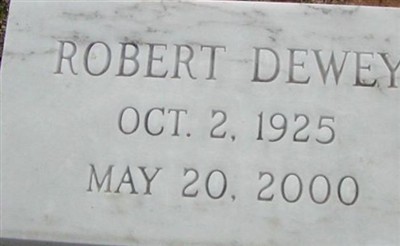 ROBERT DEWEY
OCT. 2, 1925
MAY 20, 2000